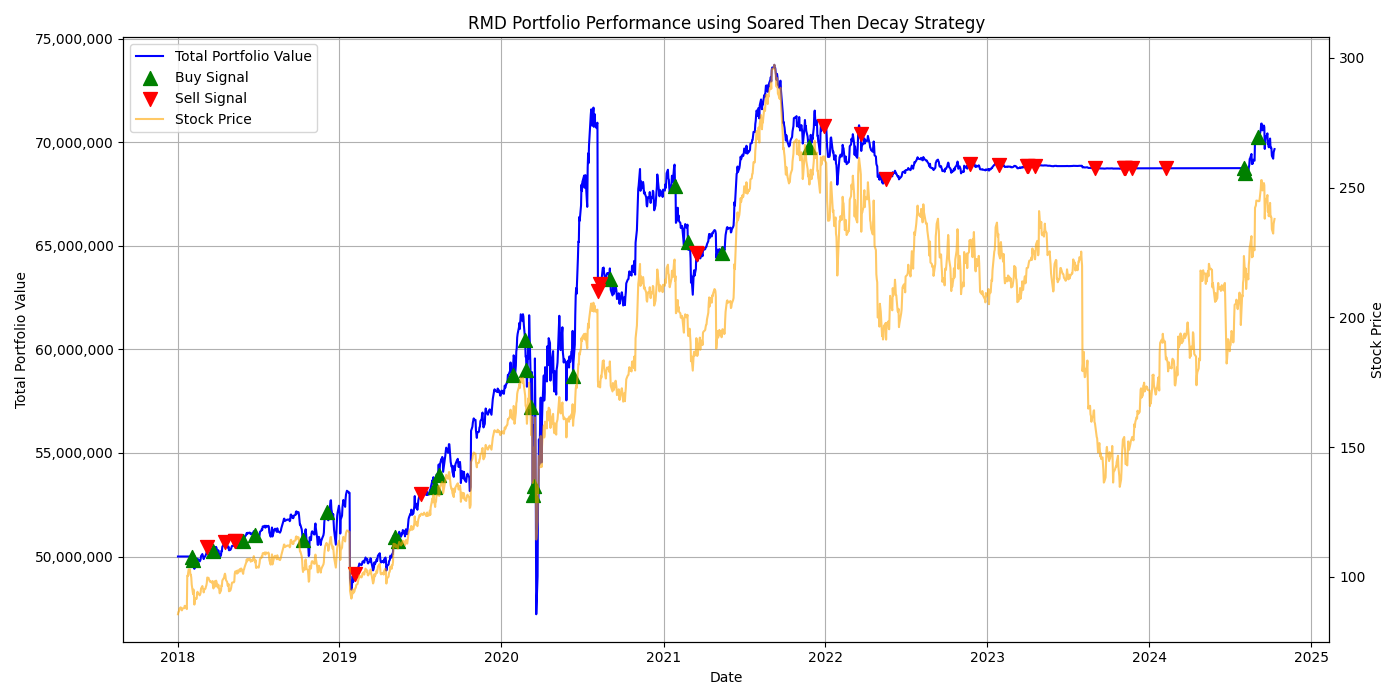 RMD Portfolio Performance using Soared Then Decay Strategy
Total Portfolio Value
Buy Signal
Sell Signal
Stock Price
75,000,000
70,000,000
65,000,000
60,000,000
55,000,000
50,000,000
Total Portfolio Value
300
250
200
150
100
Stock Price
2018
2019
2020
2021
2022
2023
2024
2025
Date